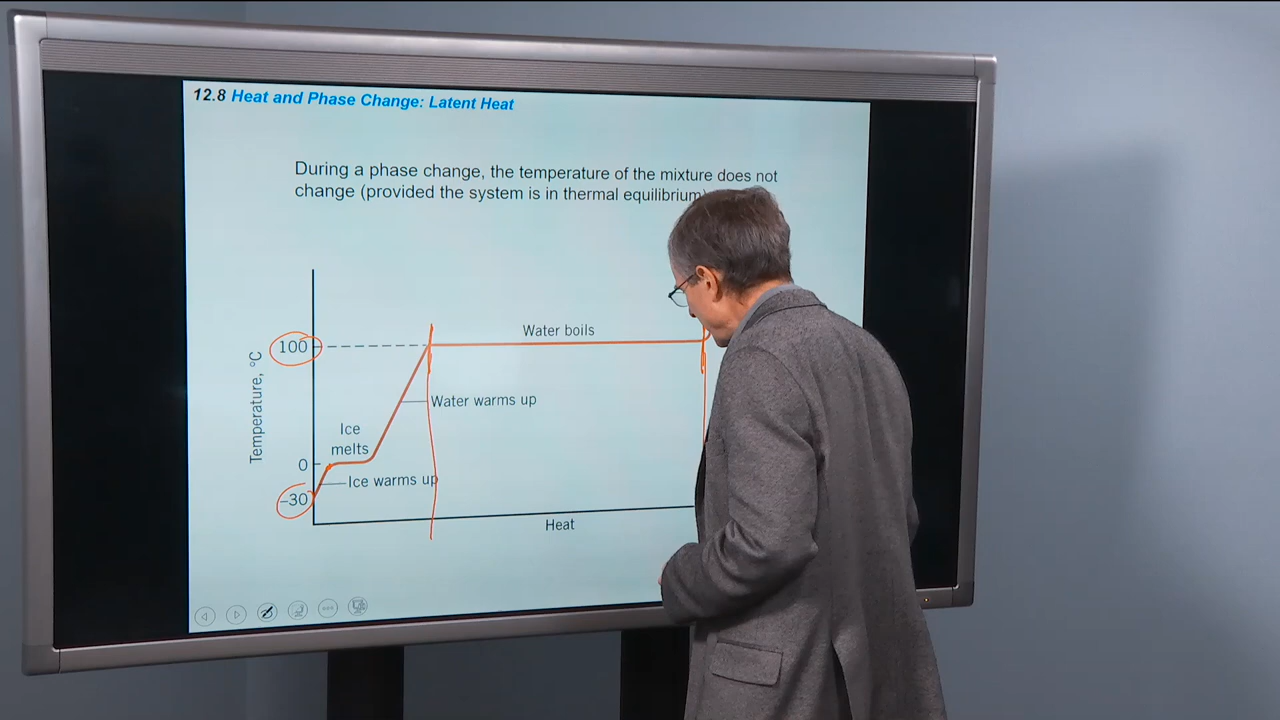 12.8 Heat and Phase Change: Latent Heat
During a phase change, the temperature of the mixture does not
change (provided the system is in thermal equilibrium)
Temperature, °C
100
0
–30
Water boils
Water warms up
Ice
melts
Ice warms up
Heat